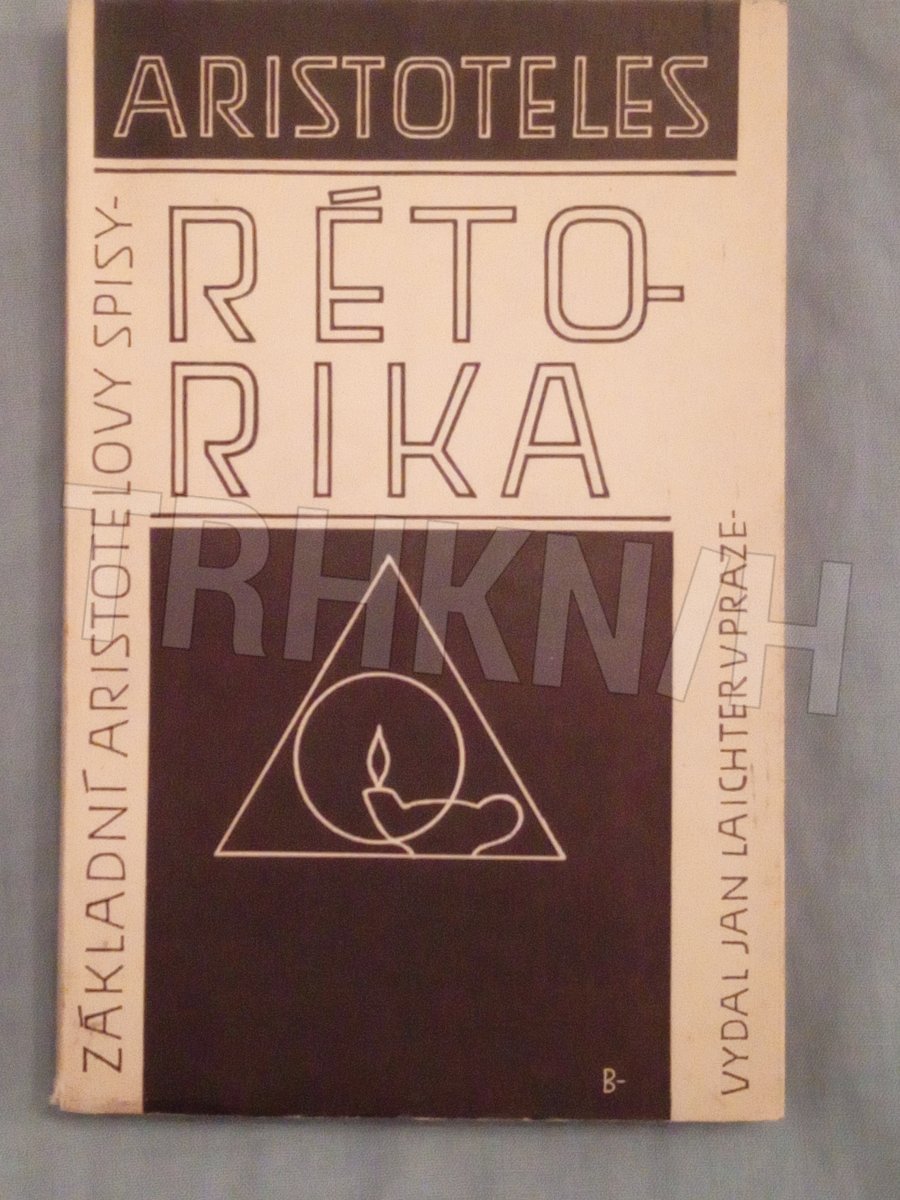 ARISTOTELES
RÉTO-
RIKA
ZÁKLADNÍ ARISTOTELOVY SPISY-
VYDAL JAN LAICHTER V PRAZE-
B-
TRHKNIH